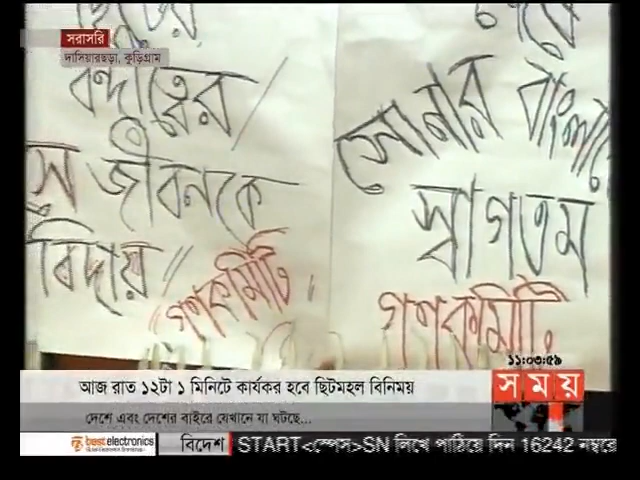 সরাসরি
দাসিয়ারছড়া, কুড়িগ্রাম
বন্দীত্বের
জীবনকে
বিদায় //
গণকমিটি
সোনার
স্বাগতম
গণকমিটি
১১:০৩:৫৯
আজ রাত ১২টা ১ মিনিটে কার্যকর হবে ছিটমহল বিনিময়
সময়
দেশে এবং দেশের বাইরে যেখানে যা ঘটছে...
best electronics
বিদেশ
START<স্পেস>SN লিখে পাঠিয়ে দিন 16242 নম্বরে